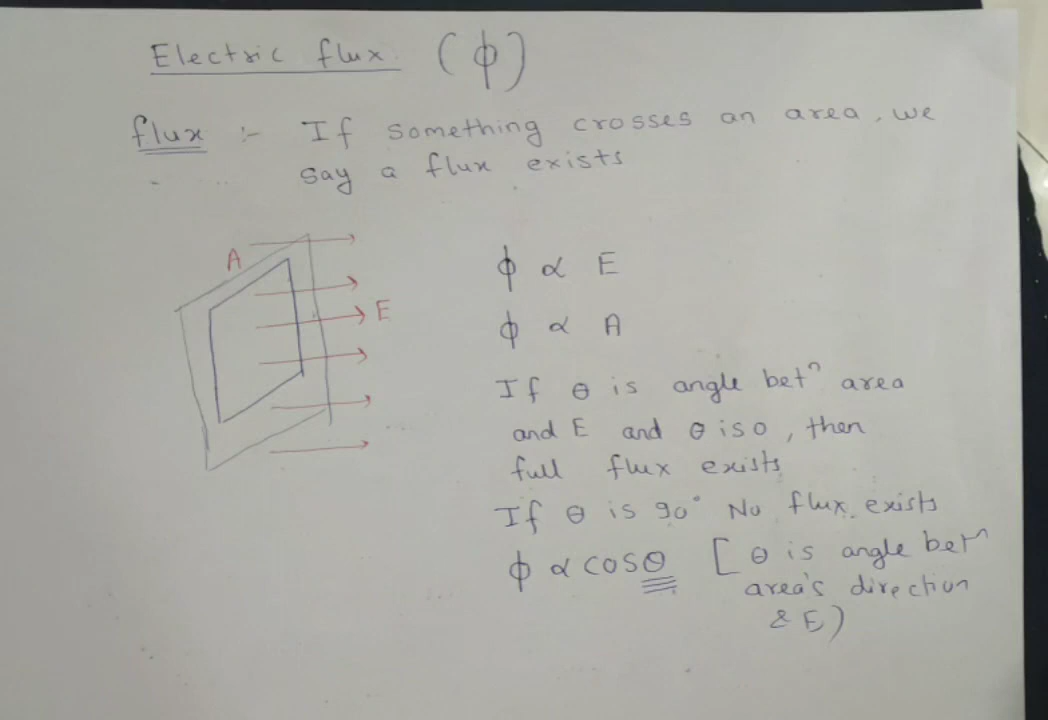 Electric flux (ϕ)
flux :- If something crosses an area, we
say a flux exists
A
E
ϕ ∝ E
ϕ ∝ A
If θ is angle betⁿ area
and E and θ is 0, then
full flux exists
If θ is 90° No flux exists
ϕ ∝ cosθ [θ is angle betⁿ
area's direction
& E)